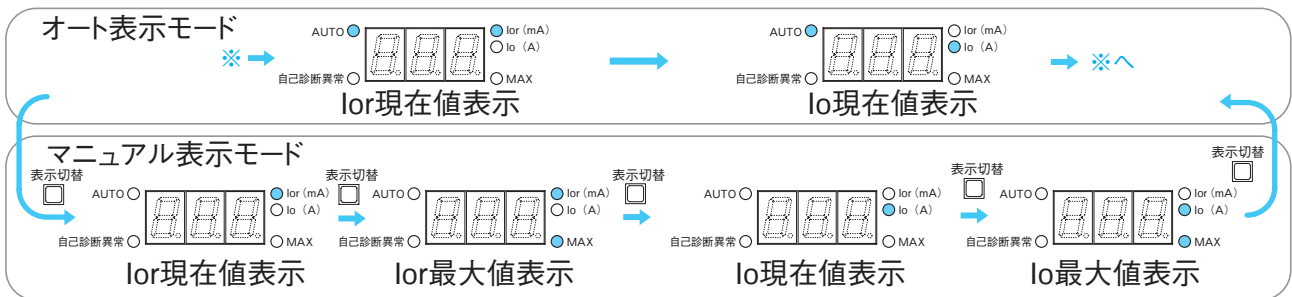 オート表示モード
※
AUTO
Ior (mA)
Io (A)
自己診断異常
MAX
Ior現在値表示
AUTO
Ior (mA)
Io (A)
自己診断異常
MAX
Io現在値表示
※へ
マニュアル表示モード
表示切替
AUTO
Ior (mA)
Io (A)
自己診断異常
MAX
Ior現在値表示
表示切替
AUTO
Ior (mA)
Io (A)
自己診断異常
MAX
Ior最大値表示
表示切替
AUTO
Ior (mA)
Io (A)
自己診断異常
MAX
Io現在値表示
表示切替
AUTO
Ior (mA)
Io (A)
自己診断異常
MAX
Io最大値表示
表示切替